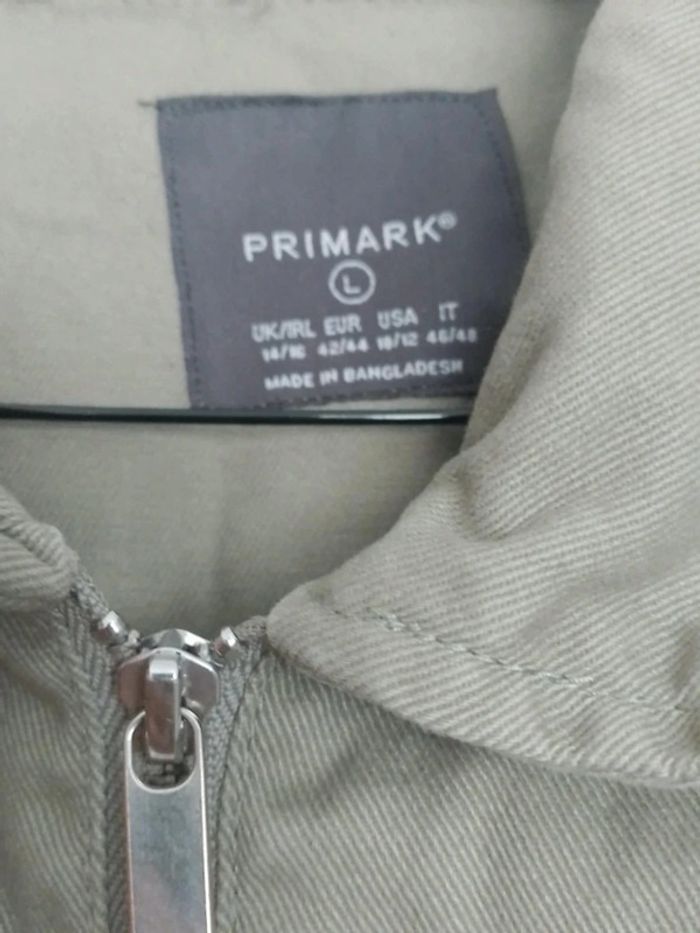 PRIMARK®
L
UK/IRL EUR USA IT
14/16 42/44 10/12 46/48
MADE IN BANGLADESH